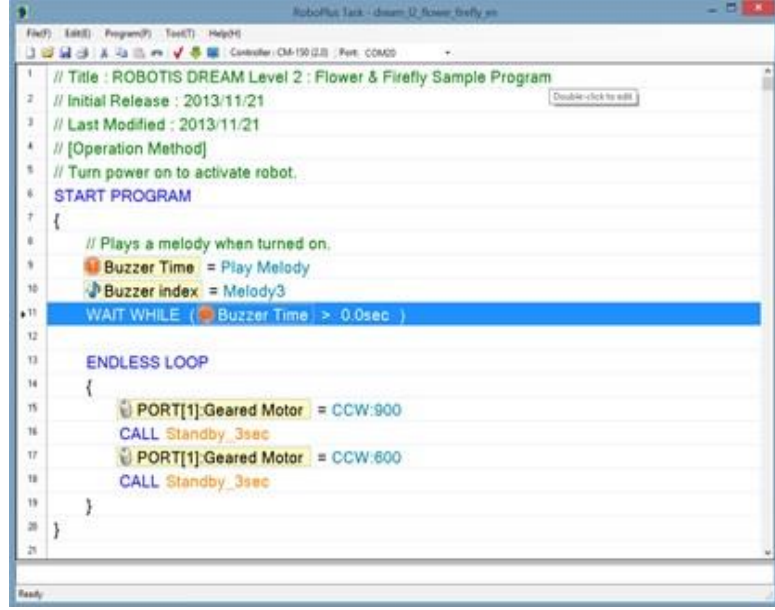 RoboPlus Task - dream_l2_flower_firefly_en
File(F) Edit(E) Program(P) Tool(T) Help(H)
Controller : CM-150 (2.0) Port: COM20
1 // Title : ROBOTIS DREAM Level 2 : Flower & Firefly Sample Program
Double-click to edit.
2 // Initial Release : 2013/11/21
3 // Last Modified : 2013/11/21
4 // [Operation Method]
5 // Turn power on to activate robot.
6 START PROGRAM
7 {
8 // Plays a melody when turned on.
9 Buzzer Time = Play Melody
10 Buzzer index = Melody3
11 WAIT WHILE ( Buzzer Time > 0.0sec )
12
13 ENDLESS LOOP
14 {
15 PORT[1]:Geared Motor = CCW:900
16 CALL Standby_3sec
17 PORT[1]:Geared Motor = CCW:600
18 CALL Standby_3sec
19 }
20 }
21
Ready